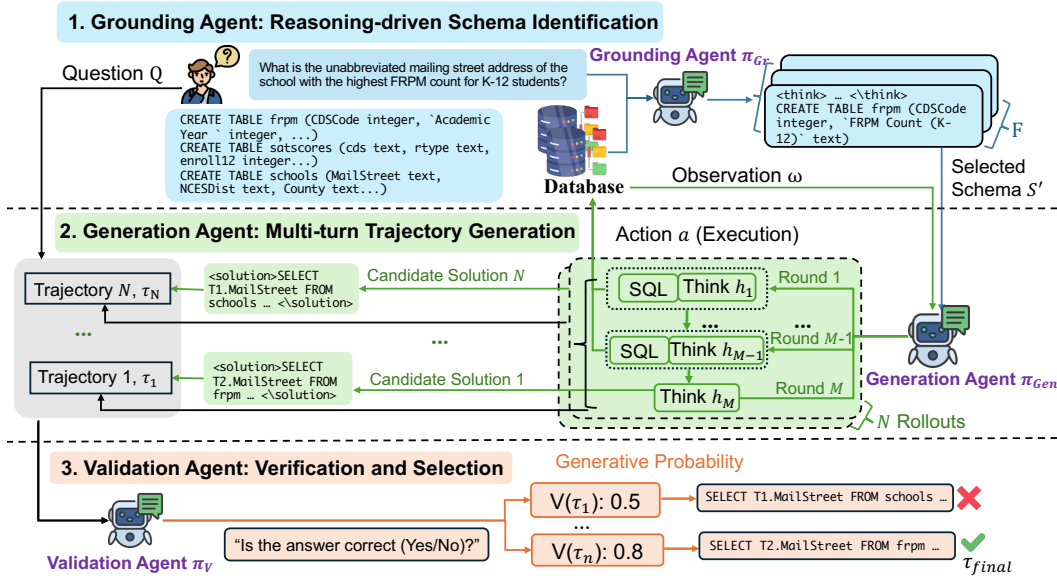 1. Grounding Agent: Reasoning-driven Schema Identification
Question Q
?
What is the unabbreviated mailing street address of the
school with the highest FRPM count for K-12 students?
CREATE TABLE frpm (CDSCode integer, `Academic
Year ` integer, ...)
CREATE TABLE satscores (cds text, rtype text,
enroll12 integer...)
CREATE TABLE schools (MailStreet text,
NCESDist text, County text...)
Database
Grounding Agent π_Gr
<think> … <\think>
CREATE TABLE frpm (CDSCode
integer, `FRPM Count (K-
12)` text)
F
Selected
Schema S′
Observation ω
2. Generation Agent: Multi-turn Trajectory Generation
Action a (Execution)
Trajectory N, τ_N
...
Trajectory 1, τ_1
<solution>SELECT
T1.MailStreet FROM
schools … <\solution>
Candidate Solution N
...
<solution>SELECT
T2.MailStreet FROM
frpm … <\solution>
Candidate Solution 1
SQL
Think h_1
Round 1
...
...
SQL
Think h_{M−1}
Round M-1
Think h_M
Round M
Generation Agent π_Gen
N Rollouts
3. Validation Agent: Verification and Selection
Generative Probability
Validation Agent π_V
“Is the answer correct (Yes/No)?”
V(τ_1): 0.5
SELECT T1.MailStreet FROM schools …
...
V(τ_n): 0.8
SELECT T2.MailStreet FROM frpm …
τ_final